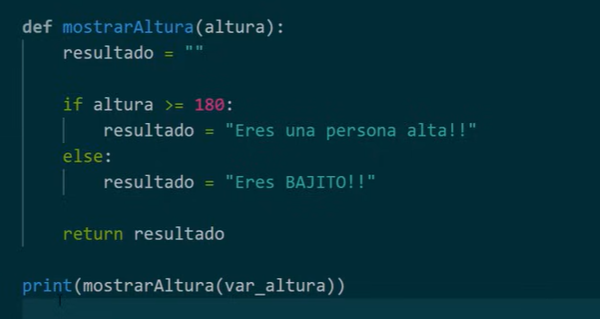 def mostrarAltura(altura):
    resultado = ""

    if altura >= 180:
        resultado = "Eres una persona alta!!"
    else:
        resultado = "Eres BAJITO!!"

    return resultado

print(mostrarAltura(var_altura))